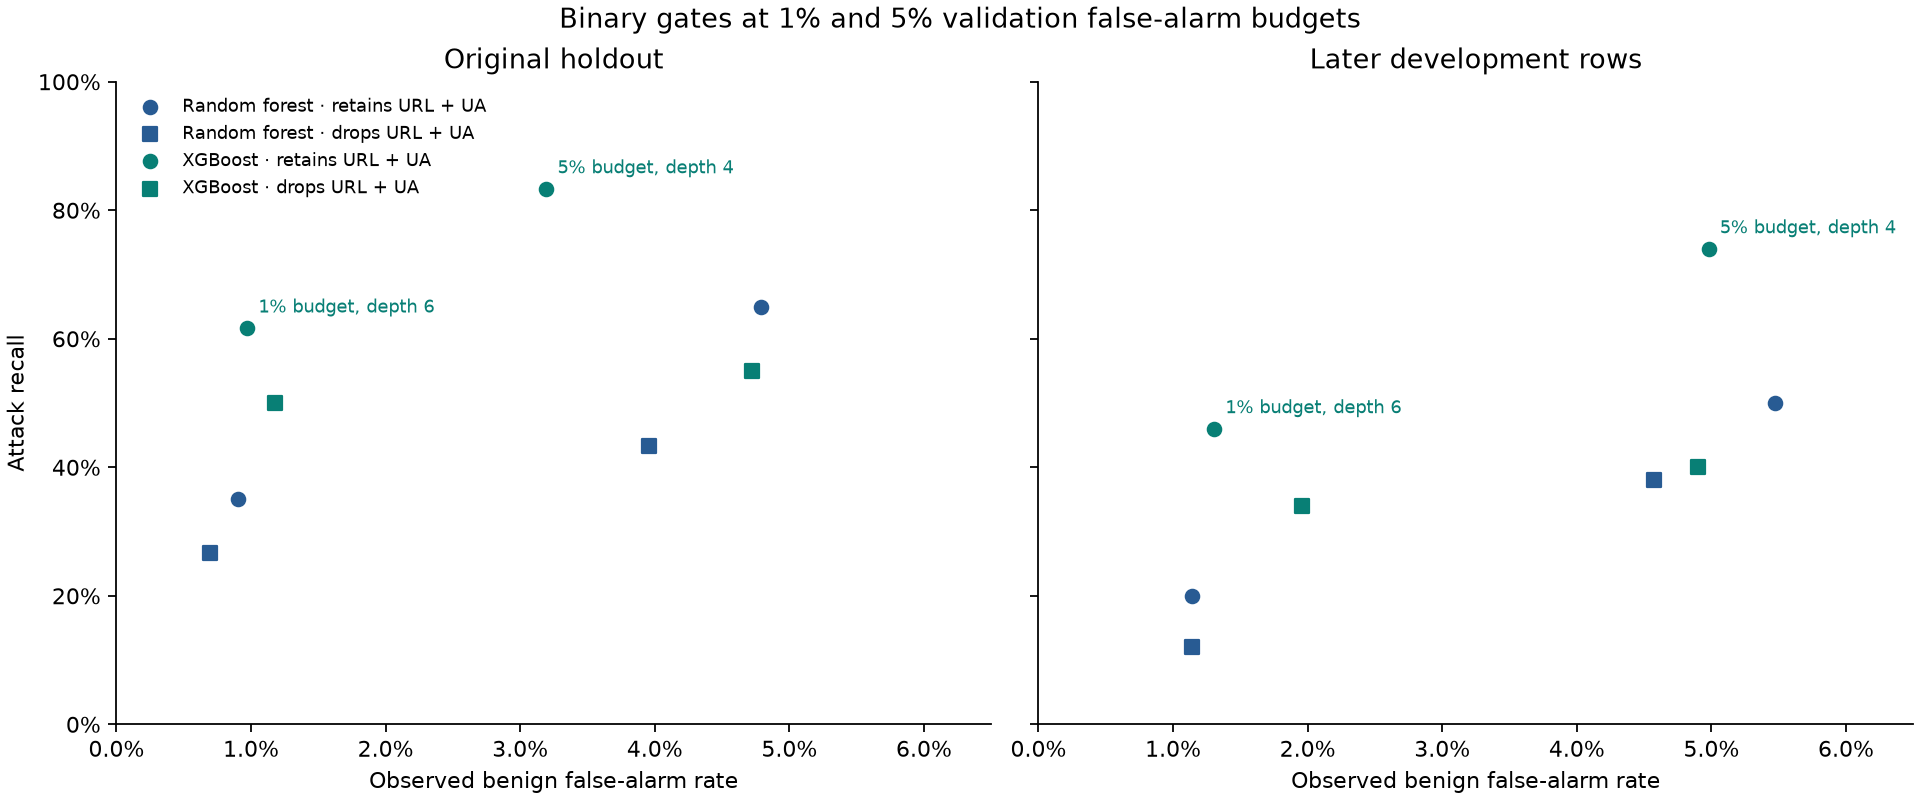 Binary gates at 1% and 5% validation false-alarm budgets
Original holdout
100%
80%
60%
40%
20%
0%
Attack recall
Random forest · retains URL + UA
Random forest · drops URL + UA
XGBoost · retains URL + UA
XGBoost · drops URL + UA
5% budget, depth 4
1% budget, depth 6
0.0% 1.0% 2.0% 3.0% 4.0% 5.0% 6.0%
Observed benign false-alarm rate
Later development rows
5% budget, depth 4
1% budget, depth 6
0.0% 1.0% 2.0% 3.0% 4.0% 5.0% 6.0%
Observed benign false-alarm rate